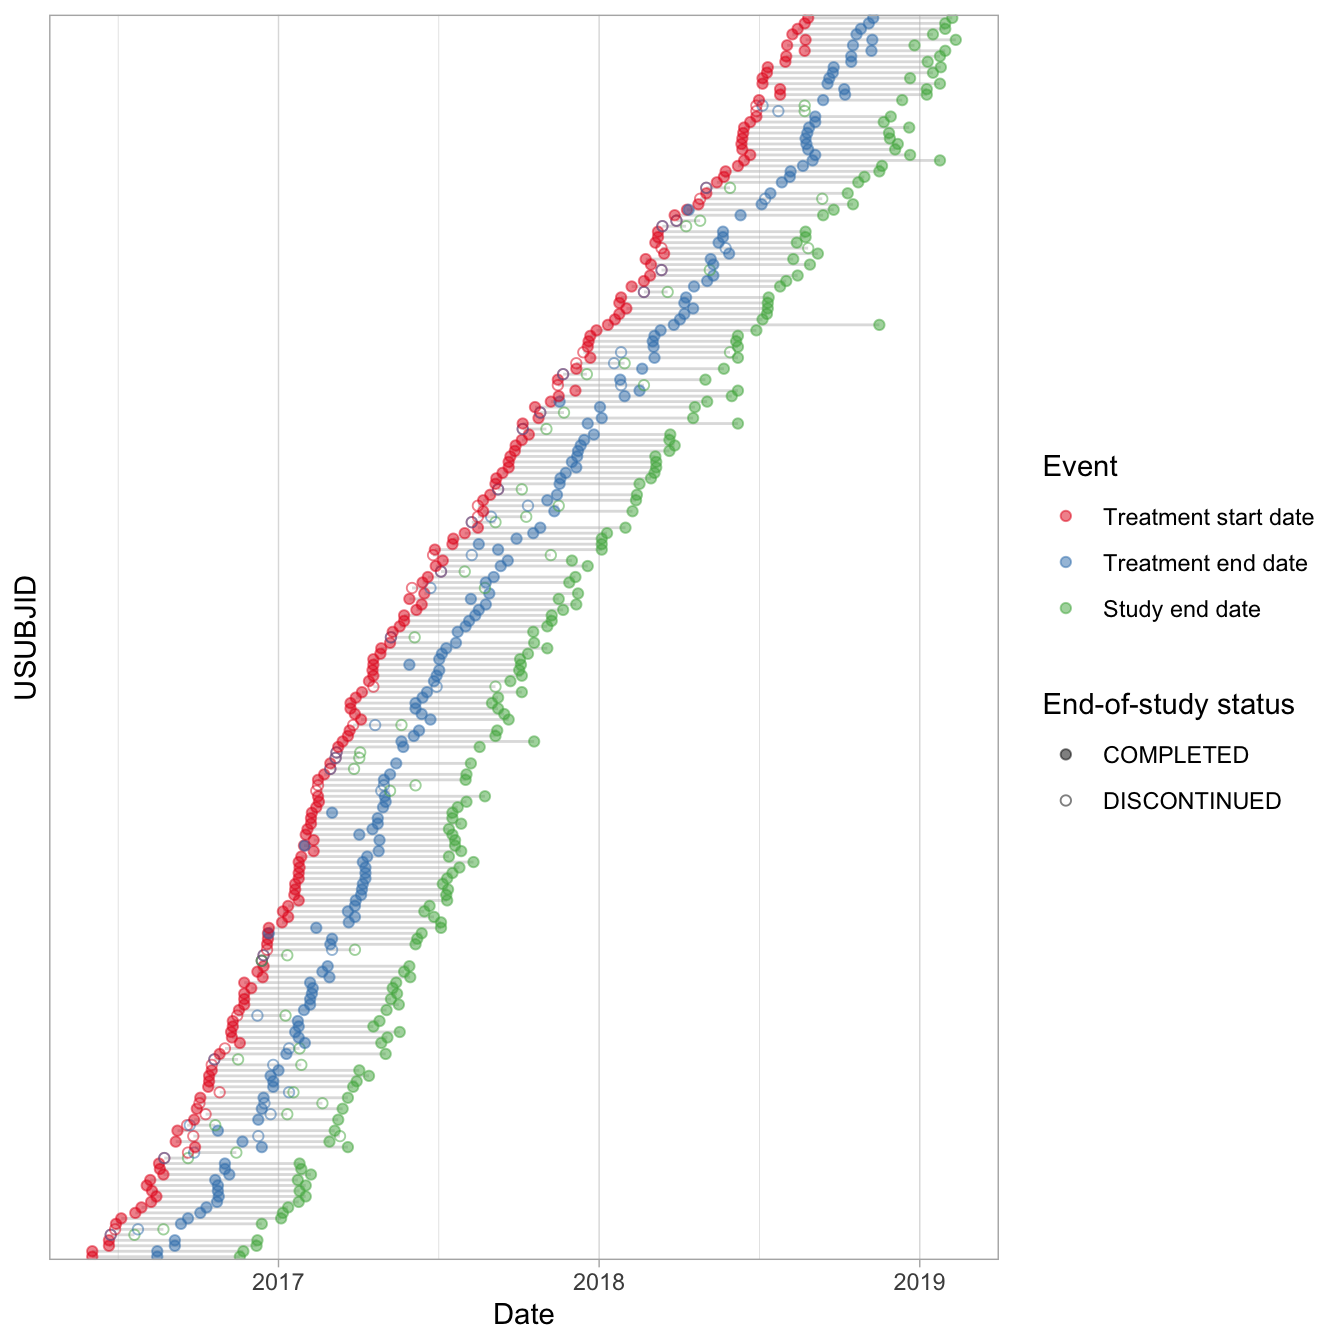 USUBJID
2017
2018
2019
Date
Event
Treatment start date
Treatment end date
Study end date
End-of-study status
COMPLETED
DISCONTINUED